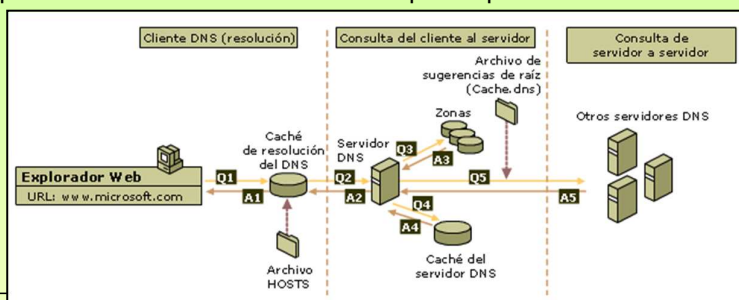 Cliente DNS (resolución)
Consulta del cliente al servidor
Consulta de
servidor a servidor
Archivo de
sugerencias de raíz
(Cache.dns)
Zonas
Otros servidores DNS
Caché
de resolución
del DNS
Servidor
DNS
Q3
A3
Explorador Web
URL: www.microsoft.com
Q1
A1
Q2
A2
Q5
A5
Q4
A4
Archivo
HOSTS
Caché del
servidor DNS